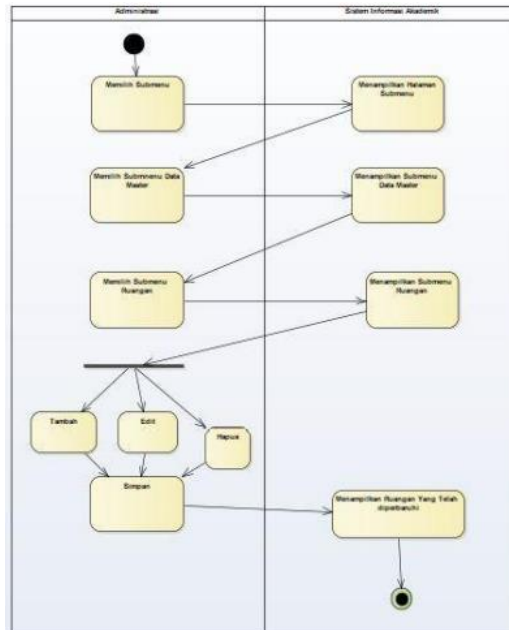 Administrasi
Sistem Informasi Akademik
Memilih Submenu
Menampilkan Halaman
Submenu
Memilih Submnenu Data
Master
Menampilkan Submenu
Data Master
Memilih Submenu
Ruangan
Menampilkan Submenu
Ruangan
Tambah
Edit
Hapus
Simpan
Menampilkan Ruangan Yang Telah
diperbaruhi